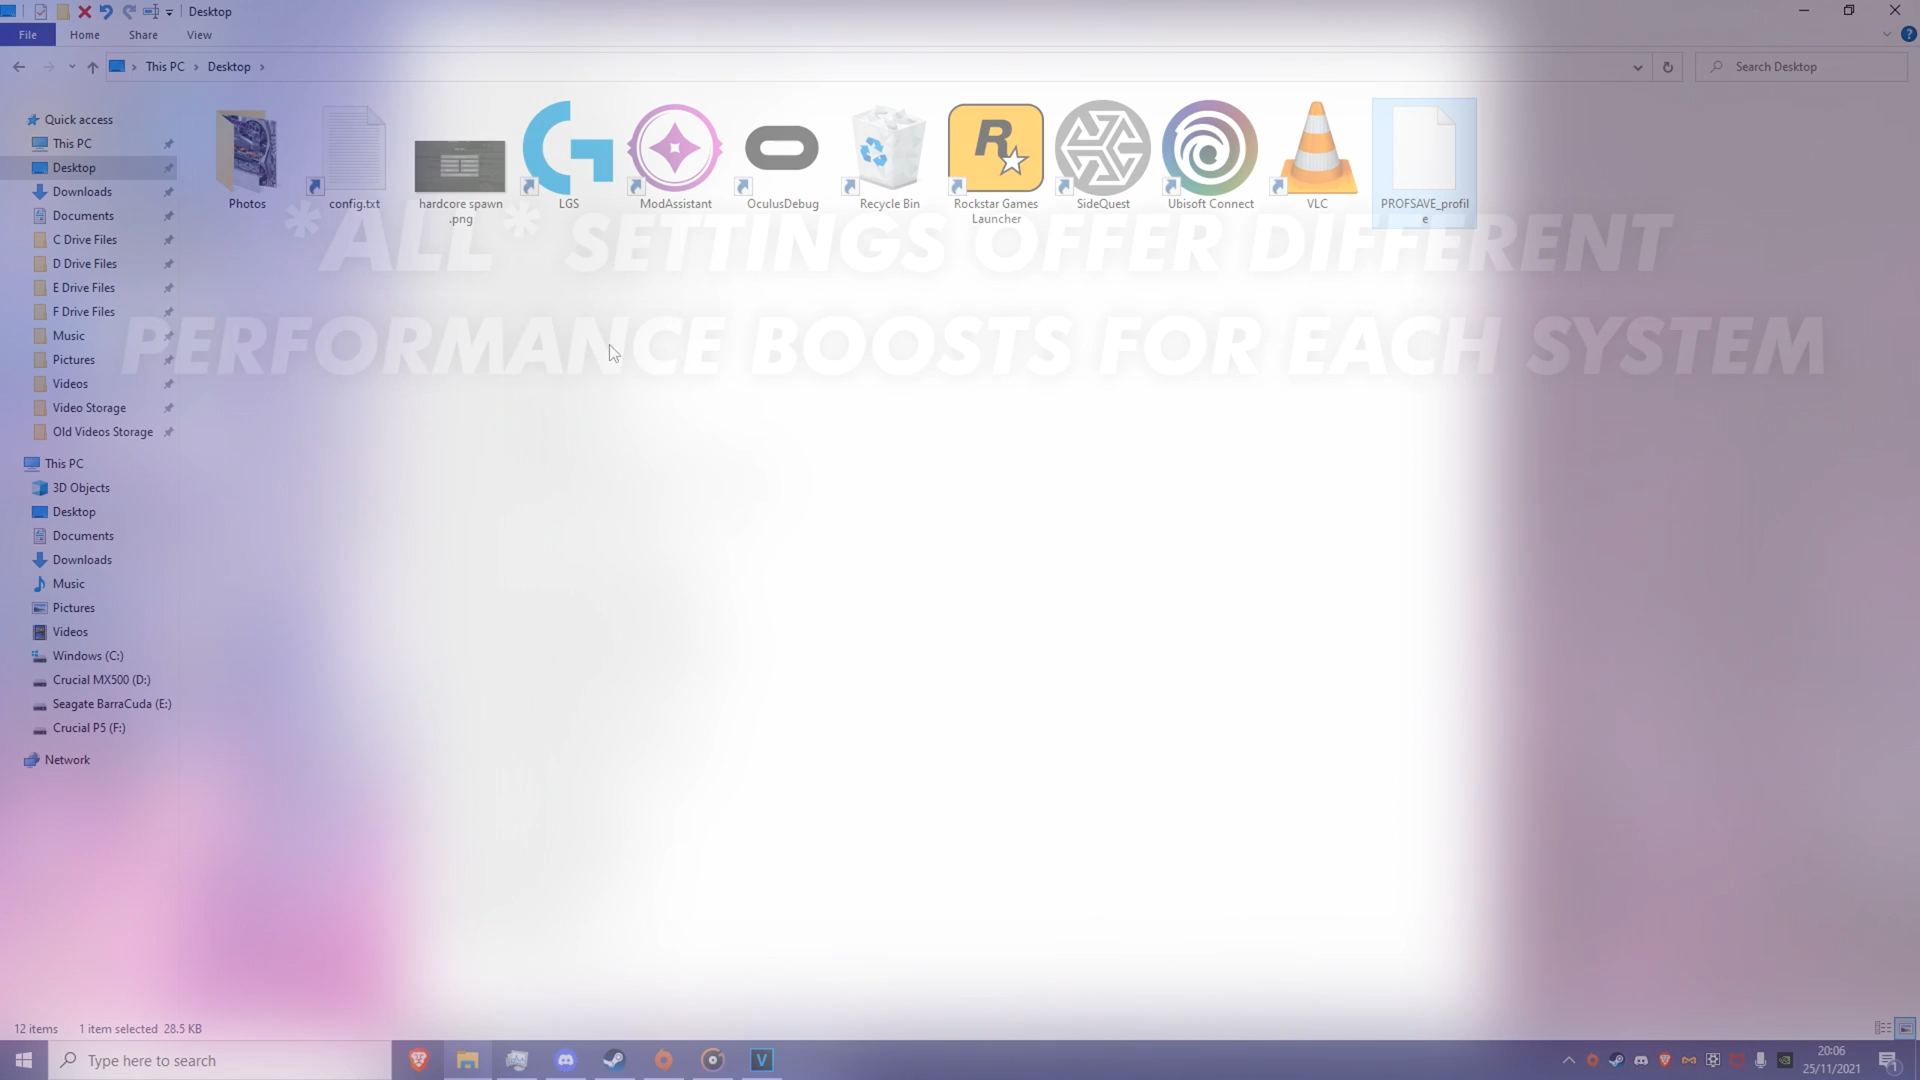 Desktop
File
Home
Share
View
This PC
Desktop
Search Desktop
Quick access
This PC
Desktop
Downloads
Documents
C Drive Files
D Drive Files
E Drive Files
F Drive Files
Music
Pictures
Videos
Video Storage
Old Videos Storage
This PC
3D Objects
Desktop
Documents
Downloads
Music
Pictures
Videos
Windows (C:)
Crucial MX500 (D:)
Seagate BarraCuda (E:)
Crucial P5 (F:)
Network
Photos
config.txt
hardcore spawn
.png
LGS
ModAssistant
OculusDebug
Recycle Bin
Rockstar Games
Launcher
SideQuest
Ubisoft Connect
VLC
PROFSAVE_profil
e
*ALL* SETTINGS OFFER DIFFERENT
PERFORMANCE BOOSTS FOR EACH SYSTEM
12 items
1 item selected 28.5 KB
Type here to search
20:06
25/11/2021